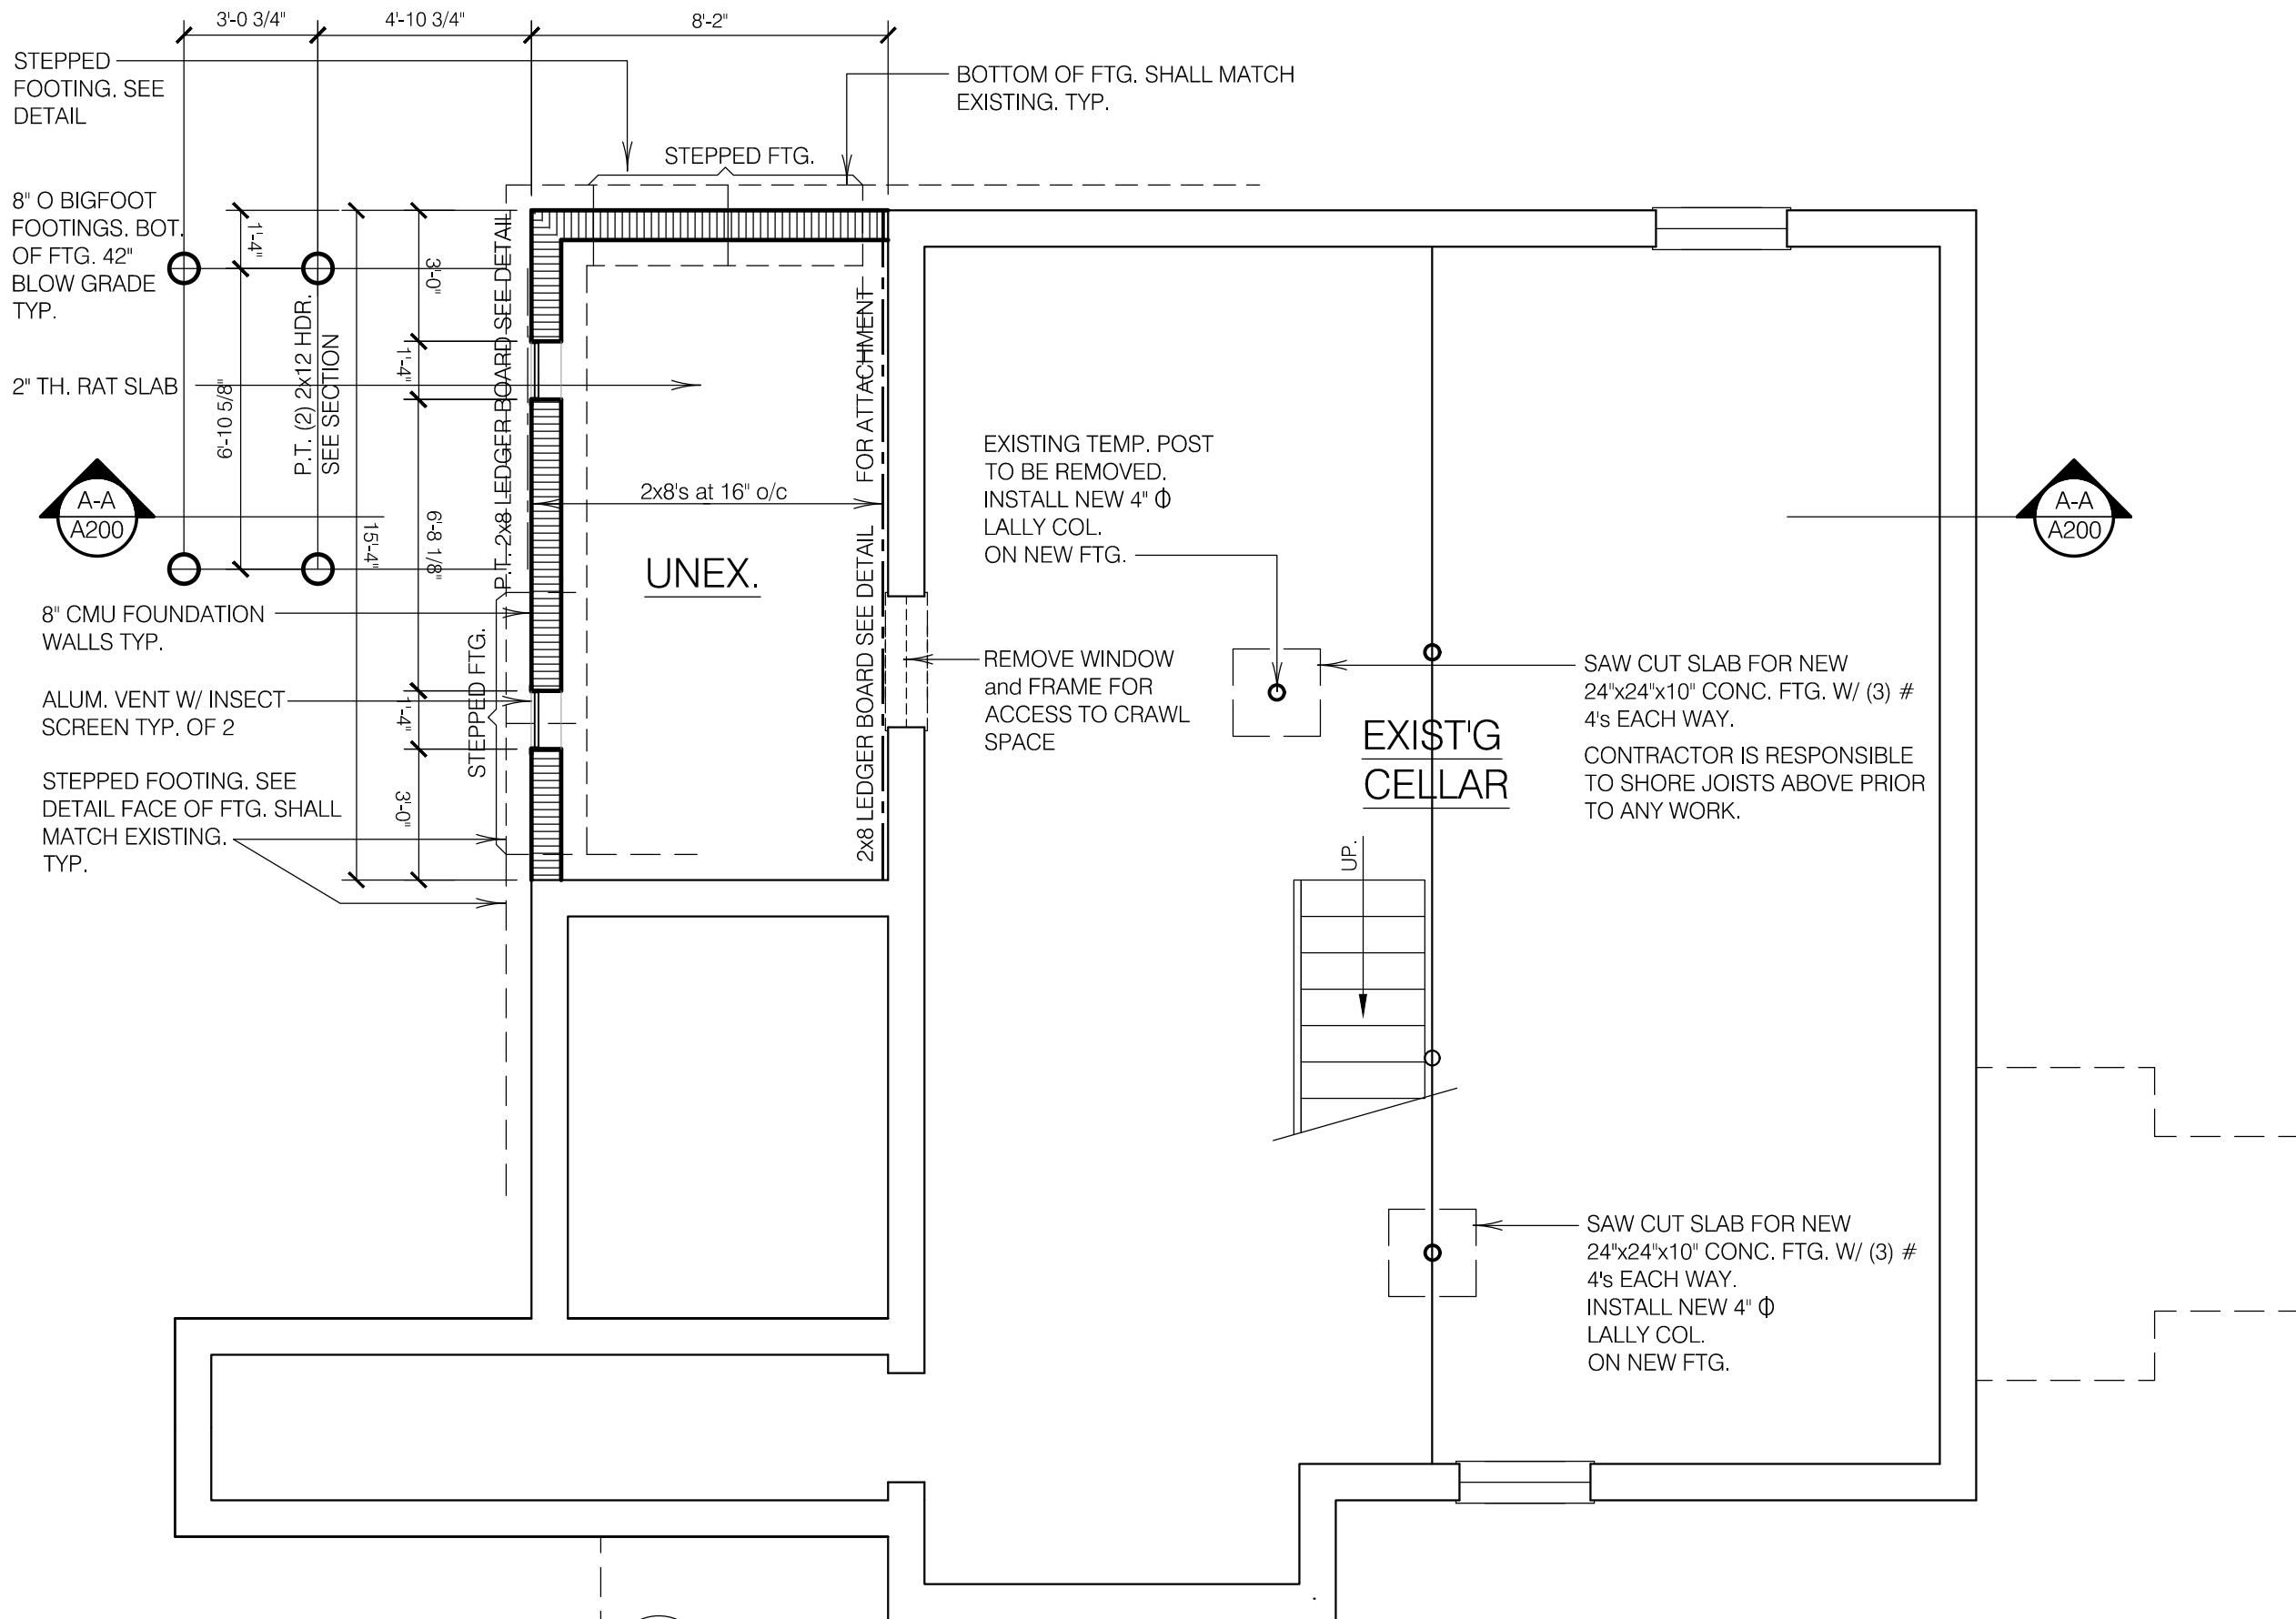 3'-0 3/4"
4'-10 3/4"
8'-2"
STEPPED
FOOTING. SEE
DETAIL
BOTTOM OF FTG. SHALL MATCH
EXISTING. TYP.
STEPPED FTG.
8" O BIGFOOT
FOOTINGS. BOT.
OF FTG. 42"
BLOW GRADE
TYP.
1'-4"
3'-0"
1'-4"
6'-10 5/8"
15'-4"
6'-8 1/8"
1'-4"
3'-0"
P.T. (2) 2x12 HDR.
SEE SECTION
P.T. 2x8 LEDGER BOARD SEE DETAIL
2x8 LEDGER BOARD SEE DETAIL FOR ATTACHMENT
2" TH. RAT SLAB
A-A
A200
2x8's at 16" o/c
UNEX.
EXISTING TEMP. POST
TO BE REMOVED.
INSTALL NEW 4" Φ
LALLY COL.
ON NEW FTG.
A-A
A200
8" CMU FOUNDATION
WALLS TYP.
ALUM. VENT W/ INSECT
SCREEN TYP. OF 2
STEPPED FTG.
STEPPED FOOTING. SEE
DETAIL FACE OF FTG. SHALL
MATCH EXISTING.
TYP.
REMOVE WINDOW
and FRAME FOR
ACCESS TO CRAWL
SPACE
EXIST'G
CELLAR
SAW CUT SLAB FOR NEW
24"x24"x10" CONC. FTG. W/ (3) #
4's EACH WAY.
CONTRACTOR IS RESPONSIBLE
TO SHORE JOISTS ABOVE PRIOR
TO ANY WORK.
UP.
SAW CUT SLAB FOR NEW
24"x24"x10" CONC. FTG. W/ (3) #
4's EACH WAY.
INSTALL NEW 4" Φ
LALLY COL.
ON NEW FTG.